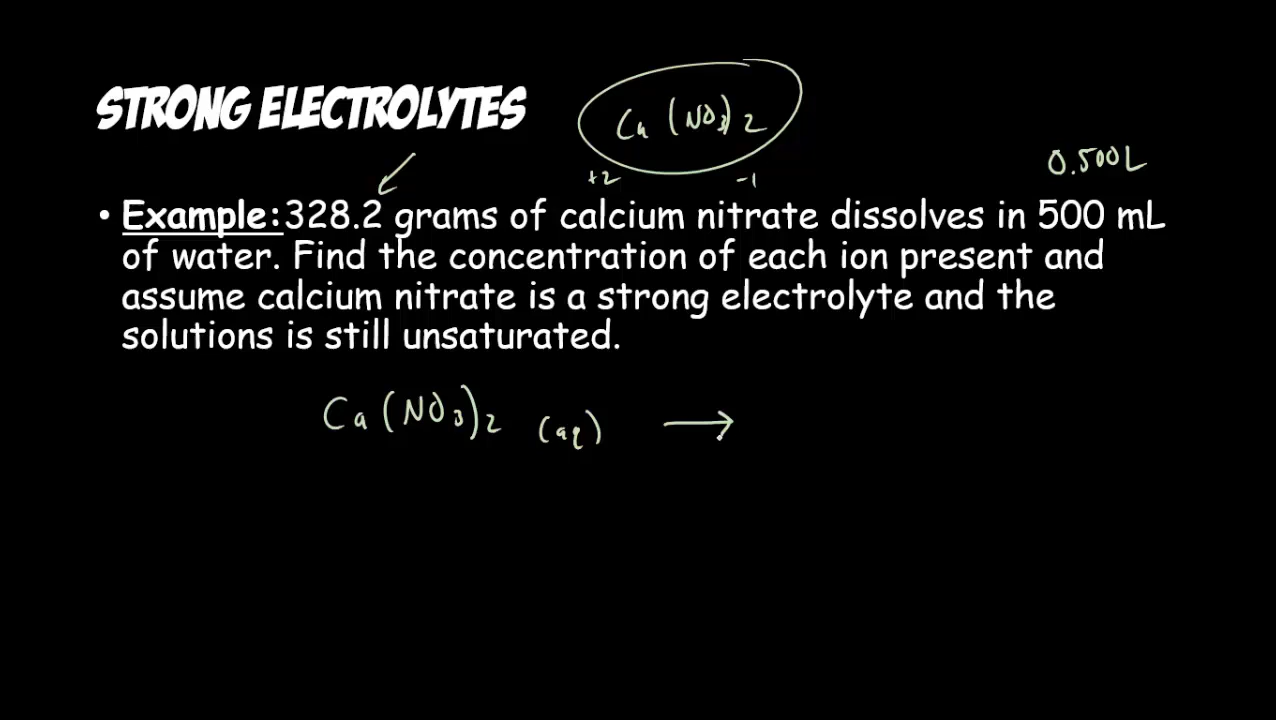 STRONG ELECTROLYTES
Ca (NO3)2
+2 -1
0.500L
• Example:328.2 grams of calcium nitrate dissolves in 500 mL
of water. Find the concentration of each ion present and
assume calcium nitrate is a strong electrolyte and the
solutions is still unsaturated.
Ca (NO3)2 (aq) →